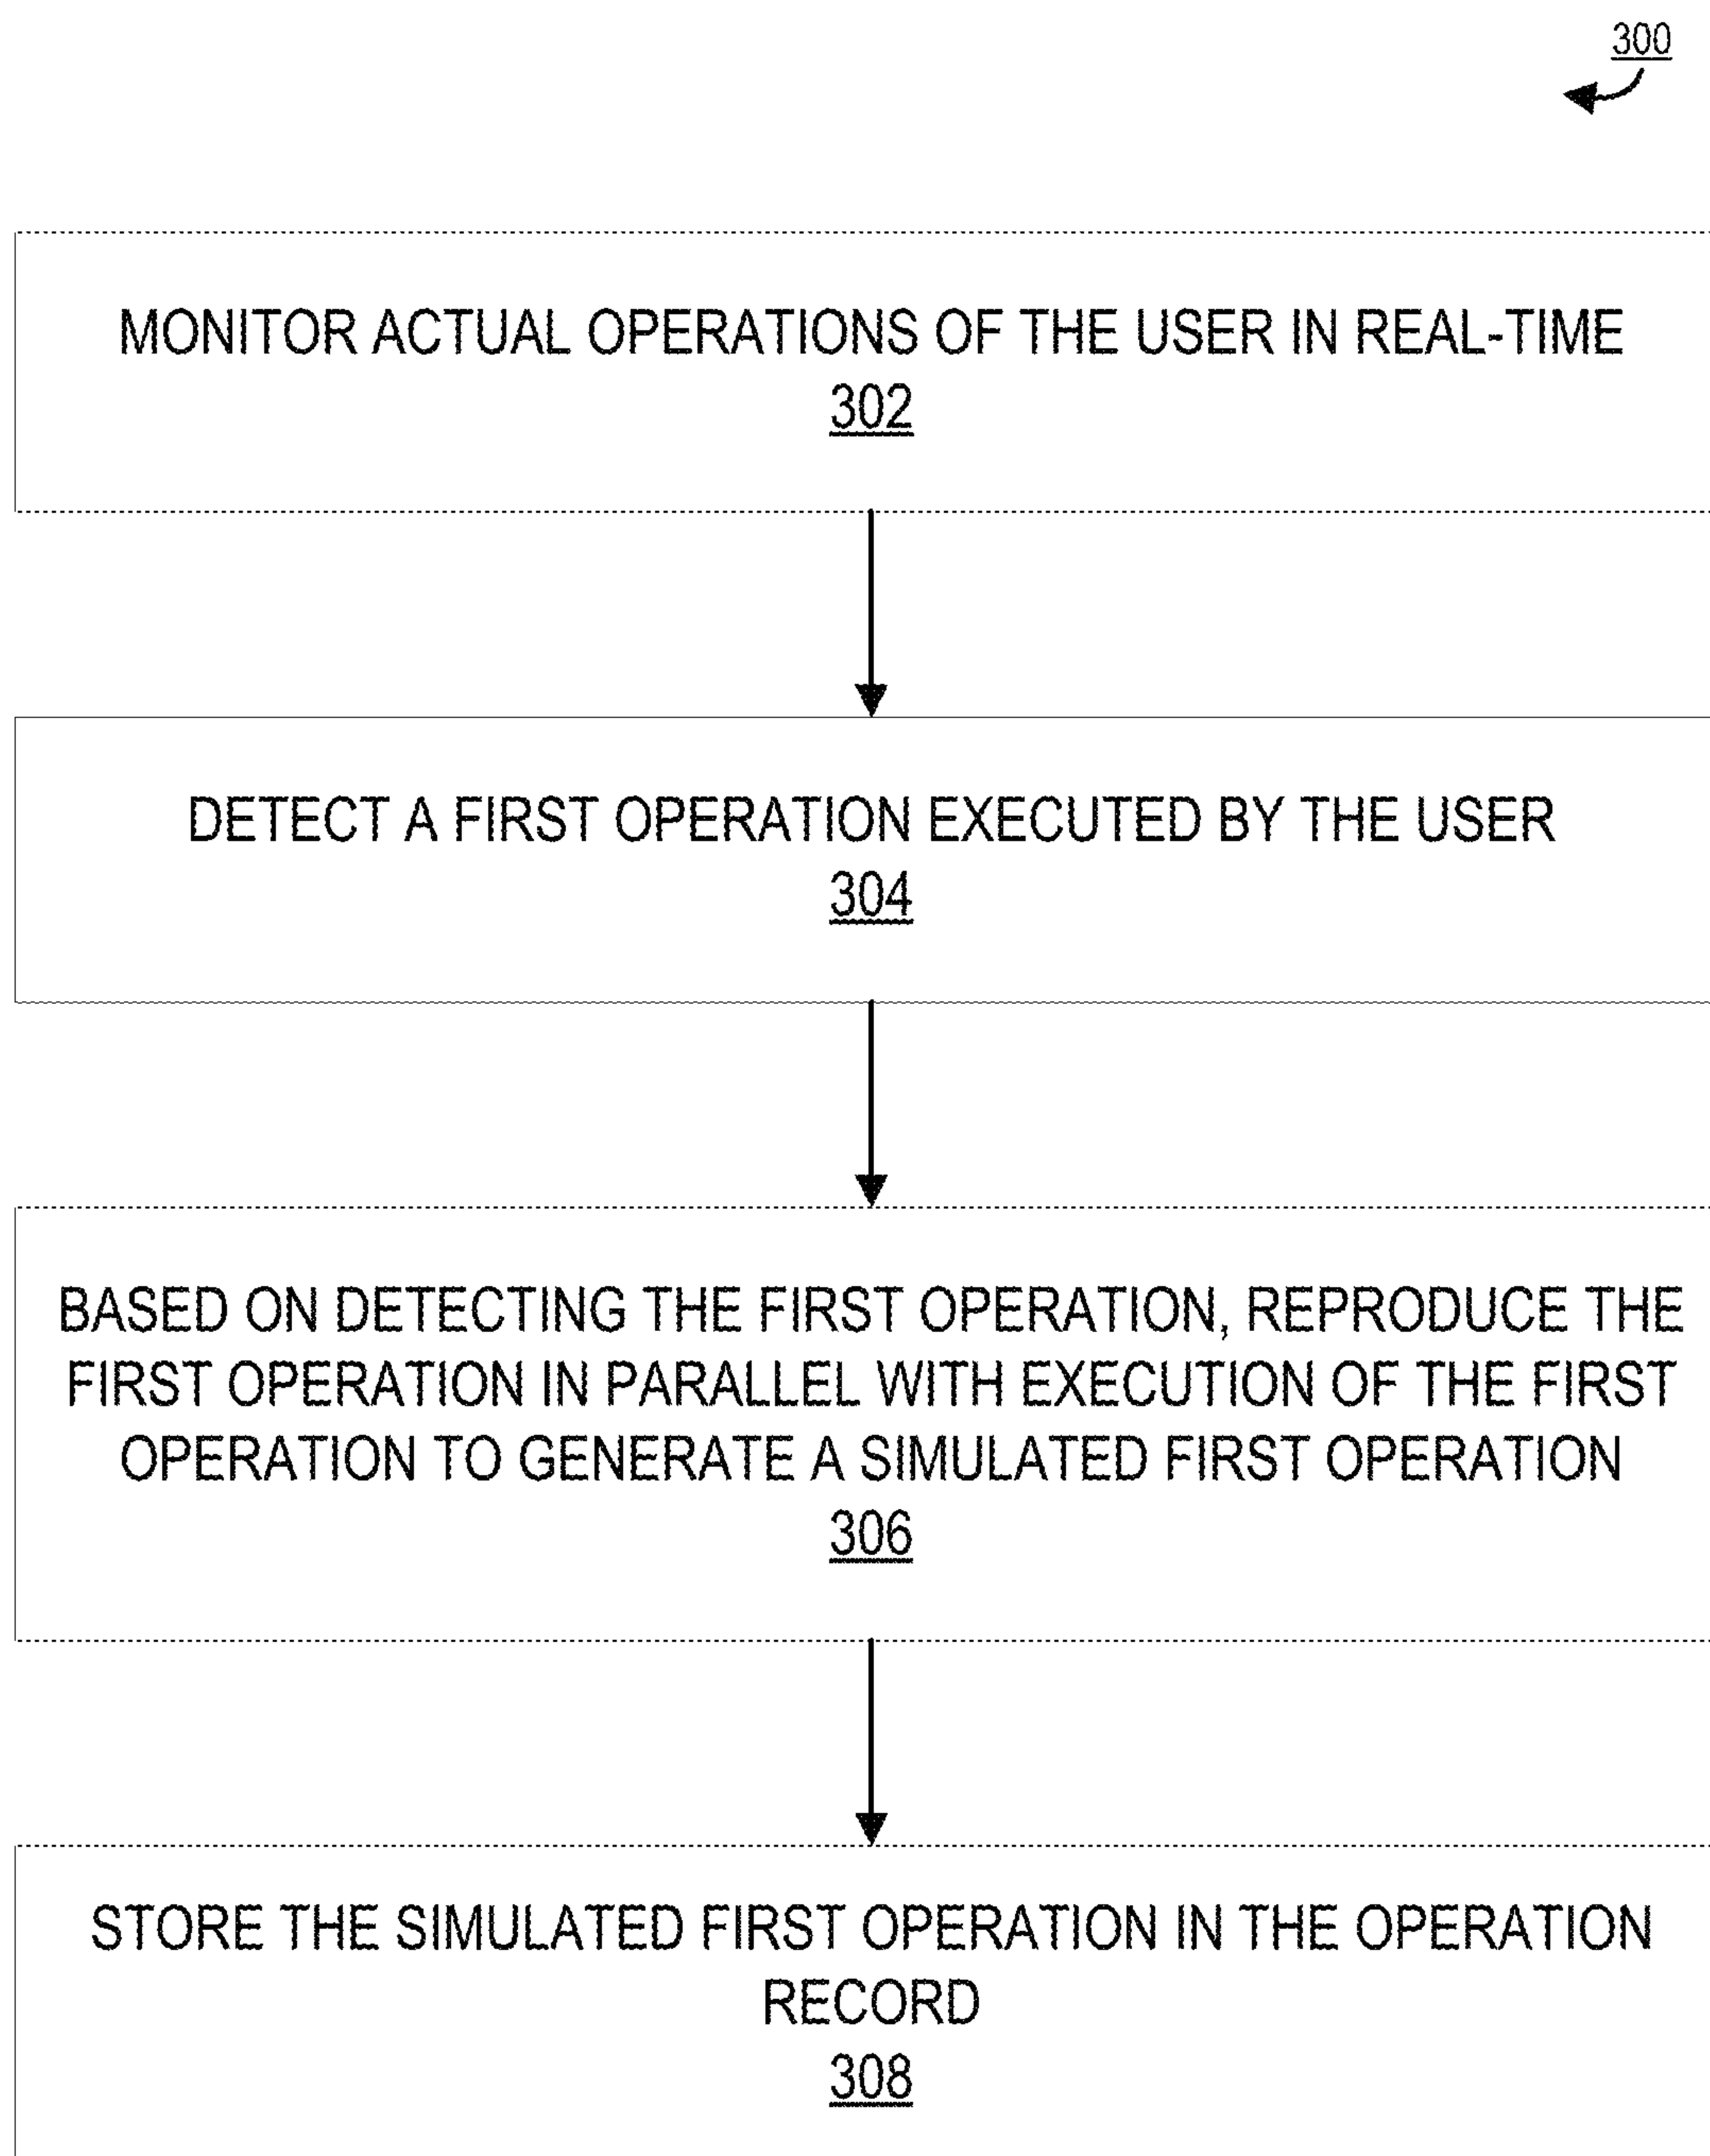 300
MONITOR ACTUAL OPERATIONS OF THE USER IN REAL-TIME
302
DETECT A FIRST OPERATION EXECUTED BY THE USER
304
BASED ON DETECTING THE FIRST OPERATION, REPRODUCE THE
FIRST OPERATION IN PARALLEL WITH EXECUTION OF THE FIRST
OPERATION TO GENERATE A SIMULATED FIRST OPERATION
306
STORE THE SIMULATED FIRST OPERATION IN THE OPERATION
RECORD
308